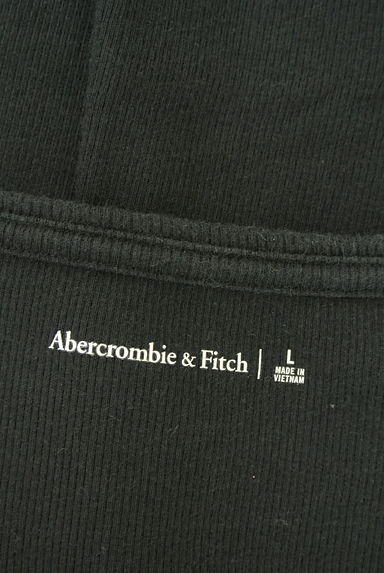 Abercrombie & Fitch | L
MADE IN
VIETNAM